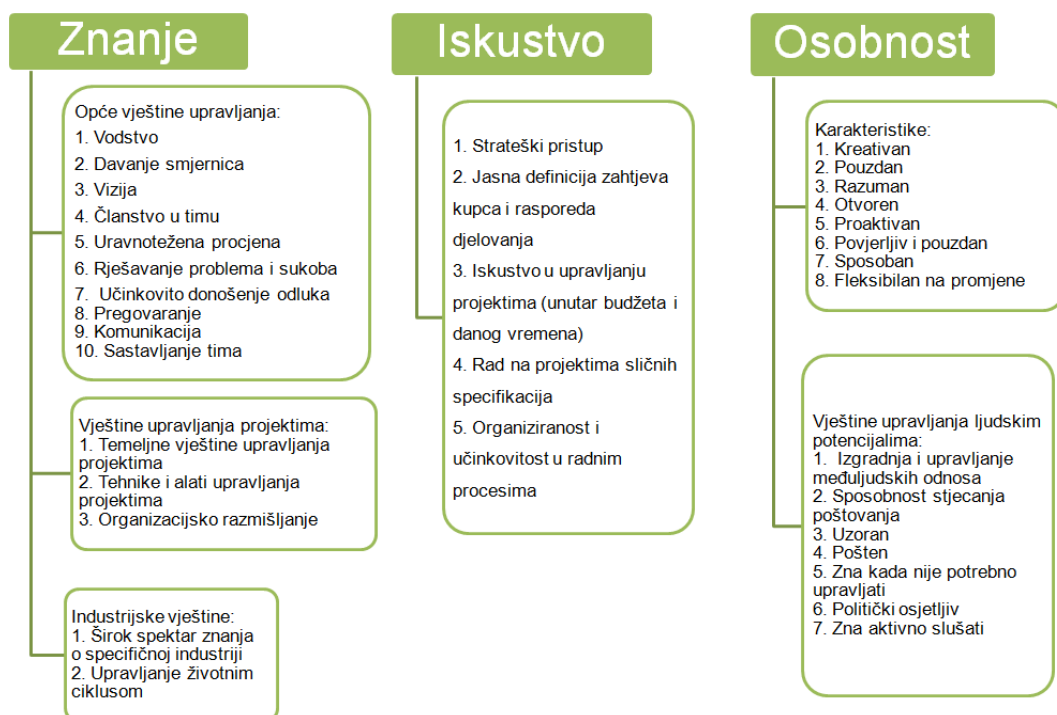 Znanje
Opće vještine upravljanja:
1. Vodstvo
2. Davanje smjernica
3. Vizija
4. Članstvo u timu
5. Uravnotežena procjena
6. Rješavanje problema i sukoba
7. Učinkovito donošenje odluka
8. Pregovaranje
9. Komunikacija
10. Sastavljanje tima
Vještine upravljanja projektima:
1. Temeljne vještine upravljanja
projektima
2. Tehnike i alati upravljanja
projektima
3. Organizacijsko razmišljanje
Industrijske vještine:
1. Širok spektar znanja
o specifičnoj industriji
2. Upravljanje životnim
ciklusom
Iskustvo
1. Strateški pristup
2. Jasna definicija zahtjeva
kupca i rasporeda
djelovanja
3. Iskustvo u upravljanju
projektima (unutar budžeta i
danog vremena)
4. Rad na projektima sličnih
specifikacija
5. Organiziranost i
učinkovitost u radnim
procesima
Osobnost
Karakteristike:
1. Kreativan
2. Pouzdan
3. Razuman
4. Otvoren
5. Proaktivan
6. Povjerljiv i pouzdan
7. Sposoban
8. Fleksibilan na promjene
Vještine upravljanja ljudskim
potencijalima:
1. Izgradnja i upravljanje
međuljudskih odnosa
2. Sposobnost stjecanja
poštovanja
3. Uzoran
4. Pošten
5. Zna kada nije potrebno
upravljati
6. Politički osjetljiv
7. Zna aktivno slušati